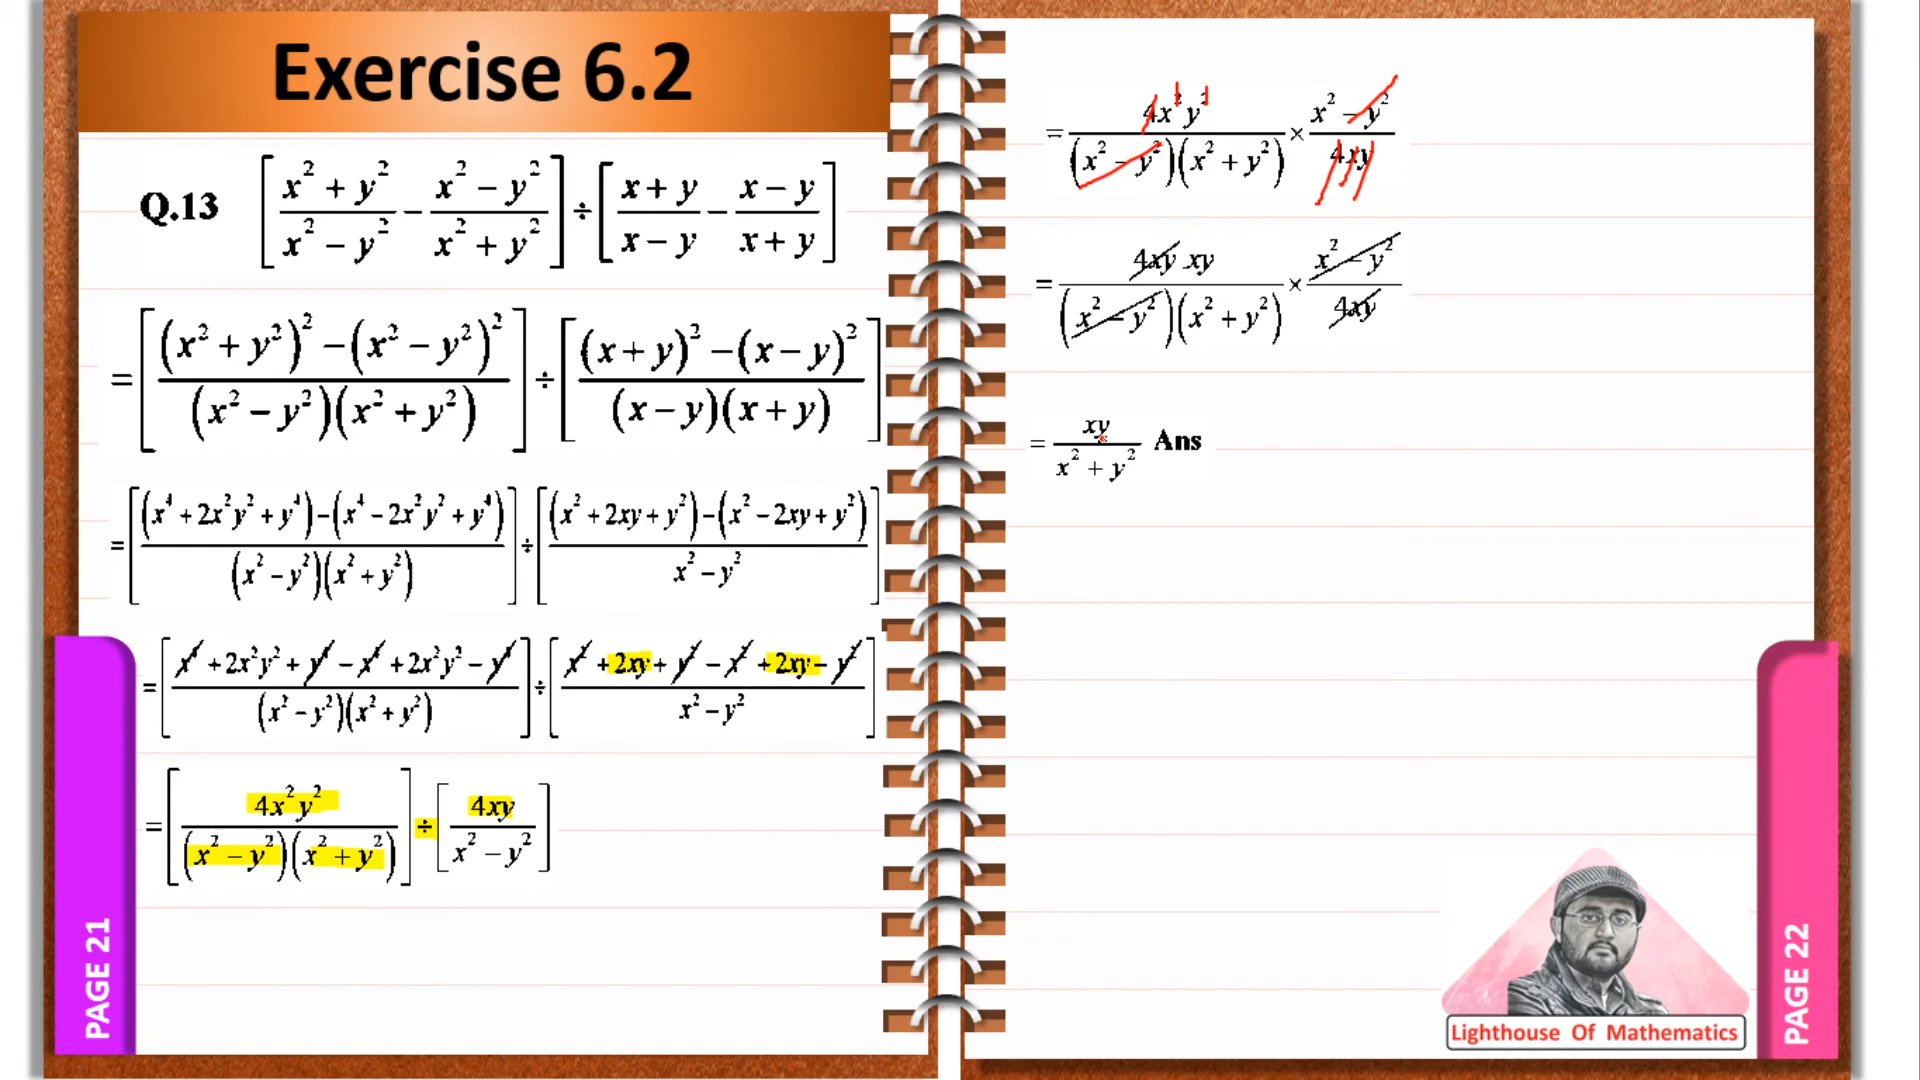 Exercise 6.2
Q.13 [(x² + y²)/(x² − y²) − (x² − y²)/(x² + y²)] ÷ [(x + y)/(x − y) − (x − y)/(x + y)]
= [((x² + y²)² − (x² − y²)²)/((x² − y²)(x² + y²))] ÷ [((x + y)² − (x − y)²)/((x − y)(x + y))]
= [((x⁴ + 2x²y² + y⁴) − (x⁴ − 2x²y² + y⁴))/((x² − y²)(x² + y²))] ÷ [((x² + 2xy + y²) − (x² − 2xy + y²))/(x² − y²)]
= [(x⁴ + 2x²y² + y⁴ − x⁴ + 2x²y² − y⁴)/((x² − y²)(x² + y²))] ÷ [(x² + 2xy + y² − x² + 2xy − y²)/(x² − y²)]
= [4x²y²/((x² − y²)(x² + y²))] ÷ [4xy/(x² − y²)]
PAGE 21
= 4x²y²/((x² − y²)(x² + y²)) × (x² − y²)/4xy
= 4xy xy/((x² − y²)(x² + y²)) × (x² − y²)/4xy
= xy/(x² + y²) Ans
Lighthouse Of Mathematics
PAGE 22